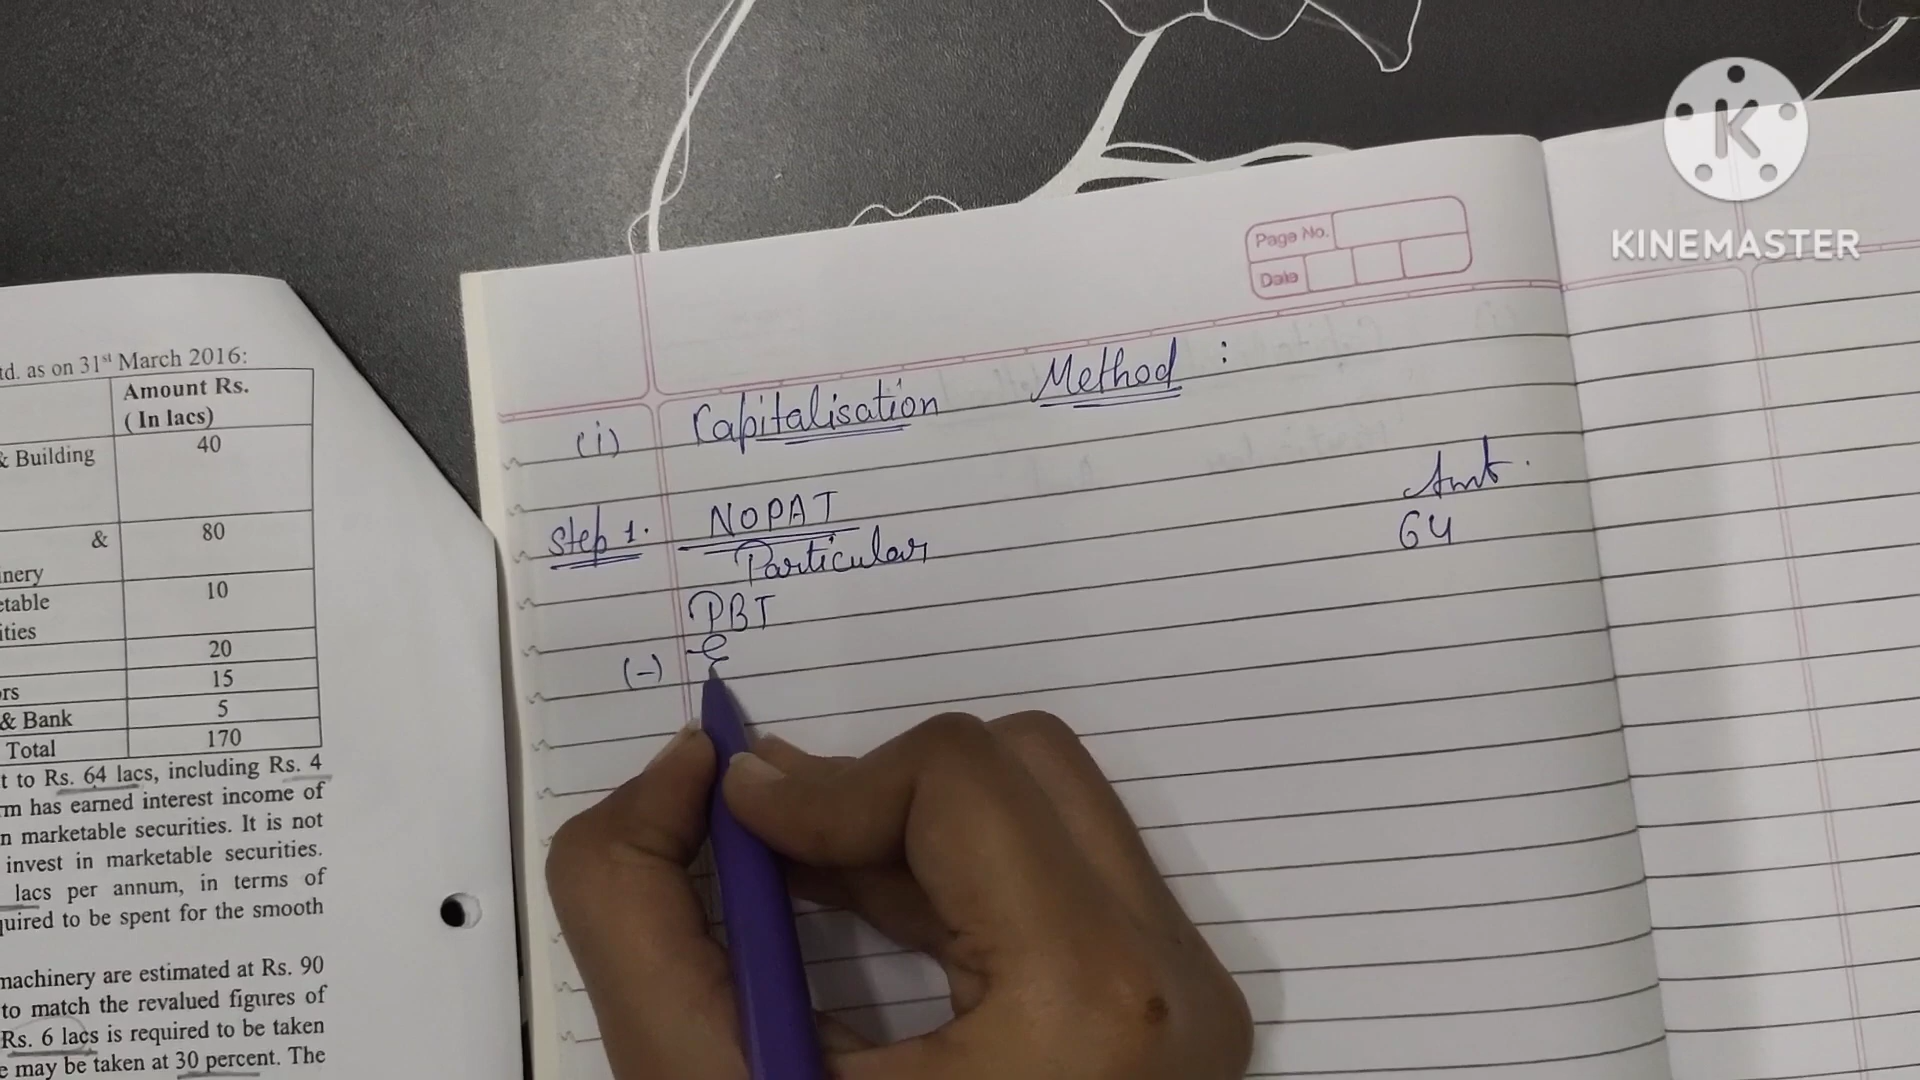 td. as on 31st March 2016:
Amount Rs.
( In lacs)
& Building 40
& 80
inery
etable 10
ities
20
rs 15
& Bank 5
Total 170
t to Rs. 64 lacs, including Rs. 4
m has earned interest income of
n marketable securities. It is not
invest in marketable securities.
lacs per annum, in terms of
quired to be spent for the smooth
machinery are estimated at Rs. 90
to match the revalued figures of
Rs. 6 lacs is required to be taken
e may be taken at 30 percent. The
Page No.
Date
(i) Capitalisation Method :
Step 1. NOPAT
Particular Amt.
PBT 64
(-) E
K
KINEMASTER